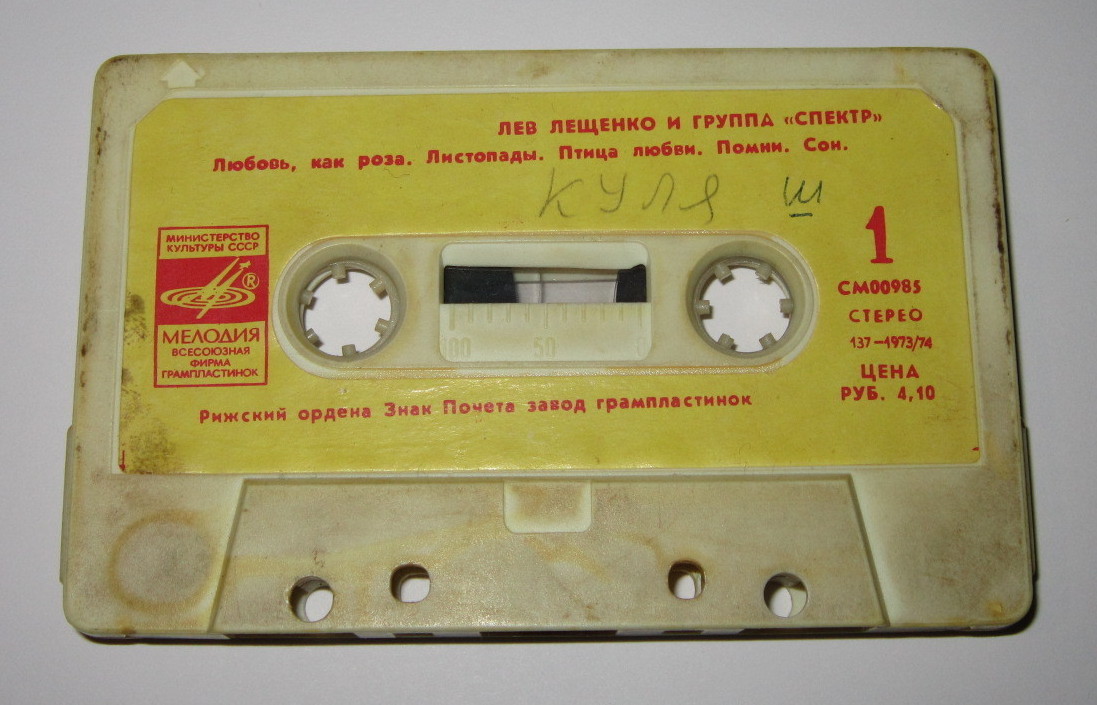 ЛЕВ ЛЕЩЕНКО И ГРУППА «СПЕКТР»
Любовь, как роза. Листопады. Птица любви. Помни. Сон.
КУЛЯ Ш
МИНИСТЕРСТВО
КУЛЬТУРЫ СССР
®
МЕЛОДИЯ
ВСЕСОЮЗНАЯ
ФИРМА
ГРАМПЛАСТИНОК
100 50 0
1
СМ00985
СТЕРЕО
137—1973/74
ЦЕНА
РУБ. 4,10
Рижский ордена Знак Почета завод грампластинок